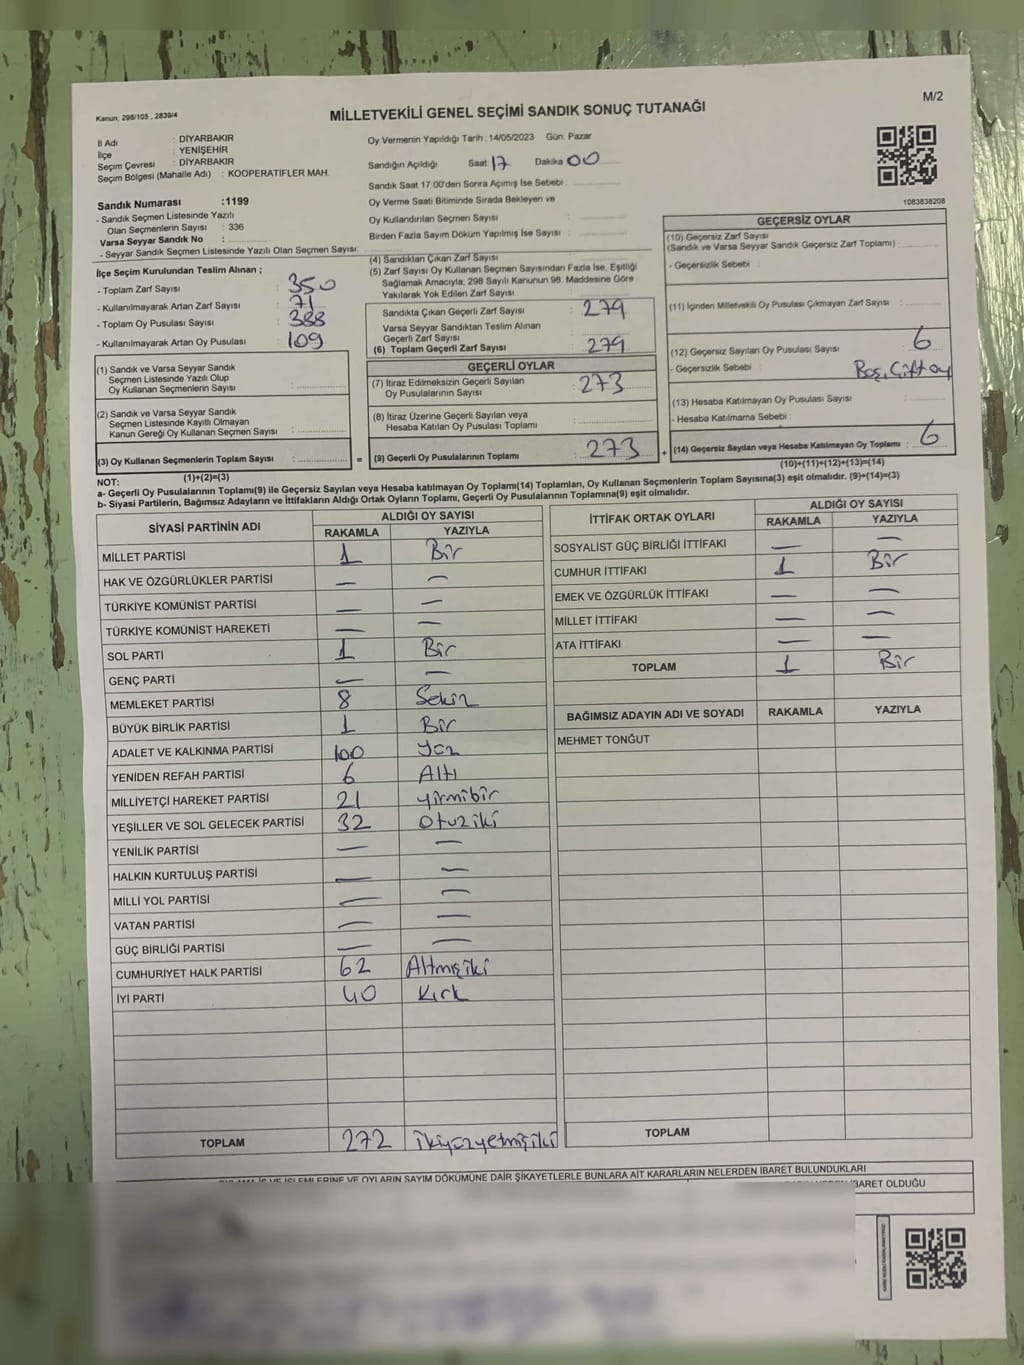 M/2
Kanun; 298/105, 2839/4
MİLLETVEKİLİ GENEL SEÇİMİ SANDIK SONUÇ TUTANAĞI
İl Adı : DİYARBAKIR
İlçe : YENİŞEHİR
Seçim Çevresi : DİYARBAKIR
Seçim Bölgesi (Mahalle Adı) : KOOPERATİFLER MAH.
Oy Vermenin Yapıldığı Tarih : 14/05/2023 Gün: Pazar
Sandığın Açıldığı Saat: 17 Dakika 00
Sandık Saat 17:00'den Sonra Açımış İse Sebebi :
Oy Verme Saati Bitiminde Sırada Bekleyen ve
Oy Kullandırılan Seçmen Sayısı :
Birden Fazla Sayım Döküm Yapılmış İse Sayısı :
1083838208
Sandık Numarası :1199
- Sandık Seçmen Listesinde Yazılı
Olan Seçmenlerin Sayısı : 336
Varsa Seyyar Sandık No :
- Seyyar Sandık Seçmen Listesinde Yazılı Olan Seçmen Sayısı:
İlçe Seçim Kurulundan Teslim Alınan ;
- Toplam Zarf Sayısı : 350
- Kullanılmayarak Artan Zarf Sayısı : 71
- Toplam Oy Pusulası Sayısı : 388
- Kullanılmayarak Artan Oy Pusulası : 109
(1) Sandık ve Varsa Seyyar Sandık
Seçmen Listesinde Yazılı Olup
Oy Kullanan Seçmenlerin Sayısı :
(2) Sandık ve Varsa Seyyar Sandık
Seçmen Listesinde Kayıtlı Olmayan
Kanun Gereği Oy Kullanan Seçmen Sayısı :
(3) Oy Kullanan Seçmenlerin Toplam Sayısı :
(1)+(2)=(3)
(4) Sandıktan Çıkan Zarf Sayısı :
(5) Zarf Sayısı Oy Kullanan Seçmen Sayısından Fazla İse, Eşitliği
Sağlamak Amacıyla; 298 Sayılı Kanunun 98. Maddesine Göre
Yakılarak Yok Edilen Zarf Sayısı :
Sandıkta Çıkan Geçerli Zarf Sayısı : 279
Varsa Seyyar Sandıktan Teslim Alınan
Geçerli Zarf Sayısı :
(6) Toplam Geçerli Zarf Sayısı : 279
GEÇERLİ OYLAR
(7) İtiraz Edilmeksizin Geçerli Sayılan
Oy Pusulalarının Sayısı : 273
(8) İtiraz Üzerine Geçerli Sayılan veya
Hesaba Katılan Oy Pusulası Toplamı :
= (9) Geçerli Oy Pusulalarının Toplamı : 273
GEÇERSİZ OYLAR
(10) Geçersiz Zarf Sayısı
(Sandık ve Varsa Seyyar Sandık Geçersiz Zarf Toplamı) :
- Geçersizlik Sebebi :
(11) İçinden Milletvekili Oy Pusulası Çıkmayan Zarf Sayısı :
(12) Geçersiz Sayılan Oy Pusulası Sayısı : 6
- Geçersizlik Sebebi : Boş, Çift oy
(13) Hesaba Katılmayan Oy Pusulası Sayısı :
- Hesaba Katılmama Sebebi :
+ (14) Geçersiz Sayılan veya Hesaba Katılmayan Oy Toplamı : 6
(10)+(11)+(12)+(13)=(14)
NOT:
a- Geçerli Oy Pusulalarının Toplamı(9) ile Geçersiz Sayılan veya Hesaba Katılmayan Oy Toplamı(14) Toplamları, Oy Kullanan Seçmenlerin Toplam Sayısına(3) eşit olmalıdır. (9)+(14)=(3)
b- Siyasi Partilerin, Bağımsız Adayların ve İttifakların Aldığı Ortak Oyların Toplamı, Geçerli Oy Pusulalarının Toplamına(9) eşit olmalıdır.
SİYASİ PARTİNİN ADI ALDIĞI OY SAYISI
RAKAMLA YAZIYLA
MİLLET PARTİSİ 1 Bir
HAK VE ÖZGÜRLÜKLER PARTİSİ — —
TÜRKİYE KOMÜNİST PARTİSİ — —
TÜRKİYE KOMÜNİST HAREKETİ — —
SOL PARTİ 1 Bir
GENÇ PARTİ — —
MEMLEKET PARTİSİ 8 Sekiz
BÜYÜK BİRLİK PARTİSİ 1 Bir
ADALET VE KALKINMA PARTİSİ 100 Yüz
YENİDEN REFAH PARTİSİ 6 Altı
MİLLİYETÇİ HAREKET PARTİSİ 21 yirmibir
YEŞİLLER VE SOL GELECEK PARTİSİ 32 Otuziki
YENİLİK PARTİSİ — —
HALKIN KURTULUŞ PARTİSİ — —
MİLLİ YOL PARTİSİ — —
VATAN PARTİSİ — —
GÜÇ BİRLİĞİ PARTİSİ — —
CUMHURİYET HALK PARTİSİ 62 Altmışiki
İYİ PARTİ 40 Kırk
TOPLAM 272 ikiyüzyetmişiki
İTTİFAK ORTAK OYLARI ALDIĞI OY SAYISI
RAKAMLA YAZIYLA
SOSYALİST GÜÇ BİRLİĞİ İTTİFAKI — —
CUMHUR İTTİFAKI 1 Bir
EMEK VE ÖZGÜRLÜK İTTİFAKI — —
MİLLET İTTİFAKI — —
ATA İTTİFAKI — —
TOPLAM 1 Bir
BAĞIMSIZ ADAYIN ADI VE SOYADI RAKAMLA YAZIYLA
MEHMET TONĞUT
TOPLAM
İŞLEMLERİNE VE OYLARIN SAYIM DÖKÜMÜNE DAİR ŞİKAYETLERLE BUNLARA AİT KARARLARIN NELERDEN İBARET BULUNDUKLARI
İBARET OLDUĞU